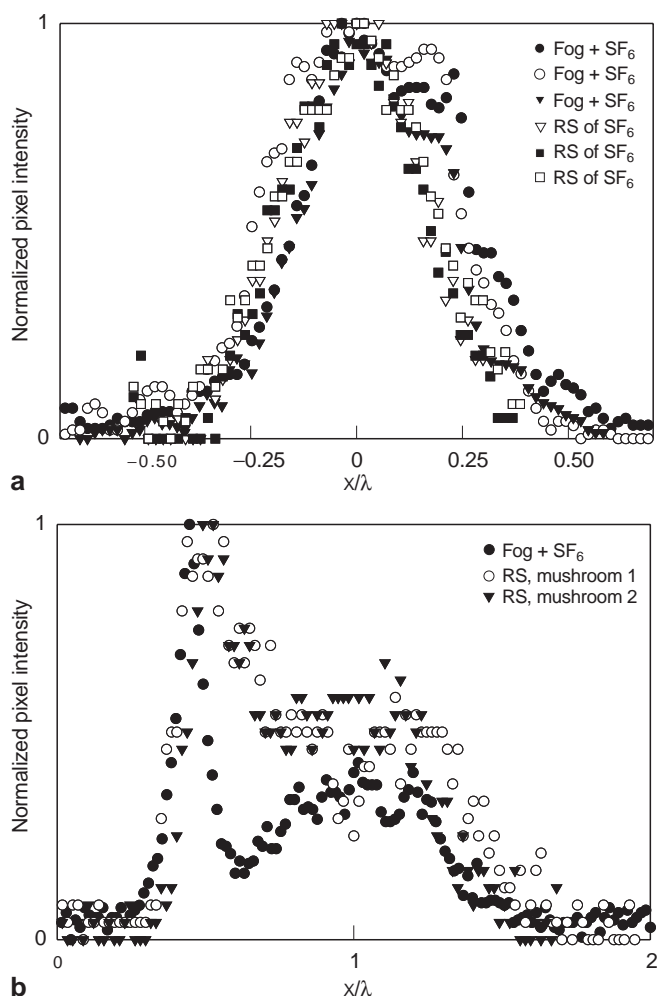 1
Normalized pixel intensity
Fog + SF6
Fog + SF6
Fog + SF6
RS of SF6
RS of SF6
RS of SF6
0
−0.50
−0.25
0
0.25
0.50
a
x/λ
1
Normalized pixel intensity
Fog + SF6
RS, mushroom 1
RS, mushroom 2
0
0
1
2
b
x/λ